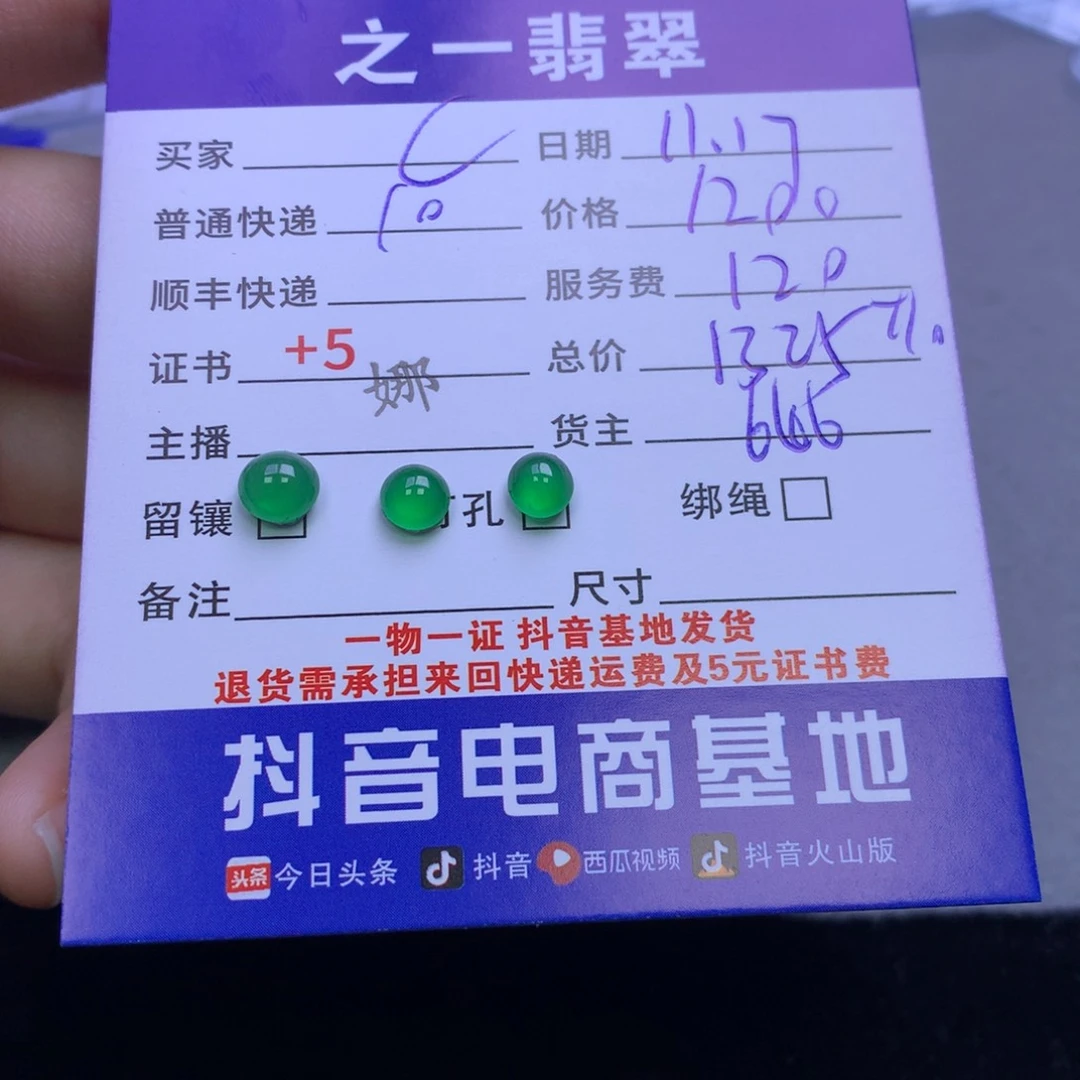 之一翡翠
买家 日期 11.17
普通快递 10 价格 1200
顺丰快递 服务费 120
证书 +5 娜 总价 1325
主播 货主 666
留镶 孔 绑绳
备注 尺寸
一物一证 抖音基地发货
退货需承担来回快递运费及5元证书费
抖音电商基地
头条 今日头条 抖音 西瓜视频 抖音火山版